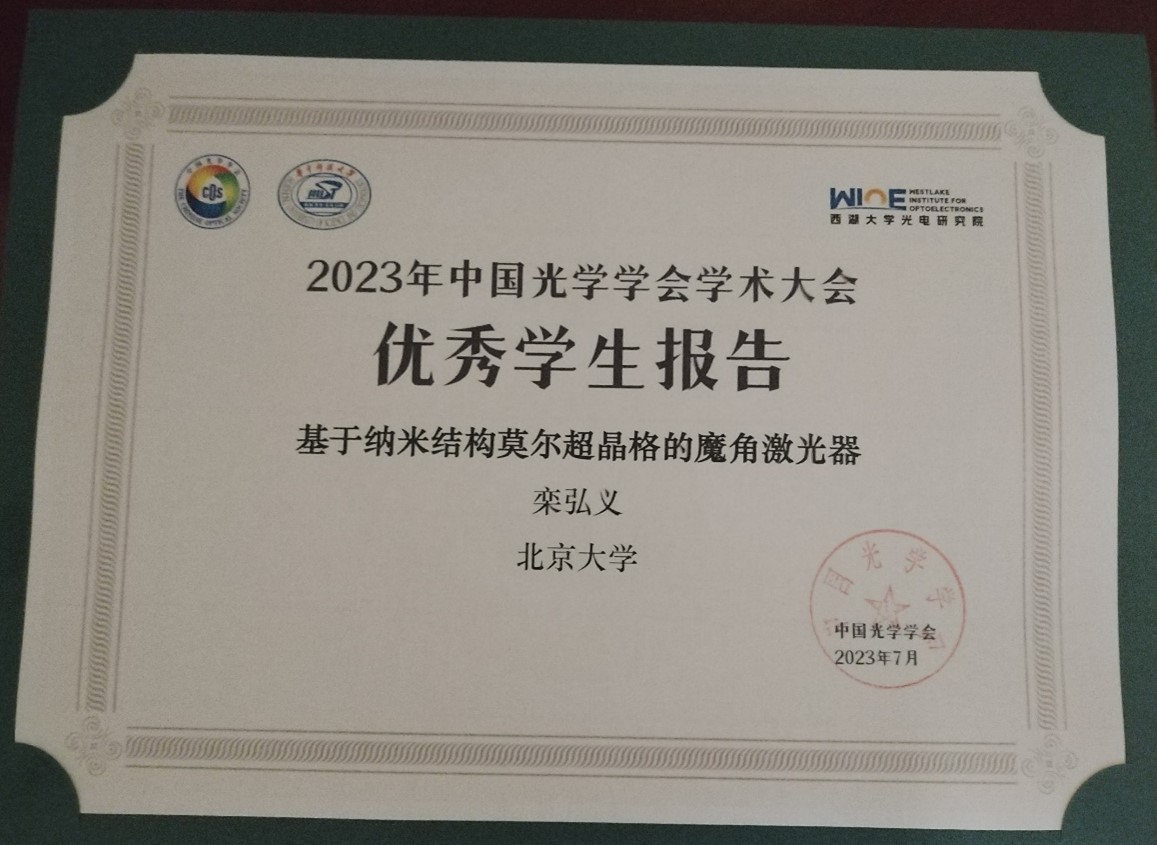 COS
WIOE
WESTLAKE
INSTITUTE FOR
OPTOELECTRONICS
西湖大学光电研究院
2023年中国光学学会学术大会
优秀学生报告
基于纳米结构莫尔超晶格的魔角激光器
栾弘义
北京大学
中国光学学会
2023年7月